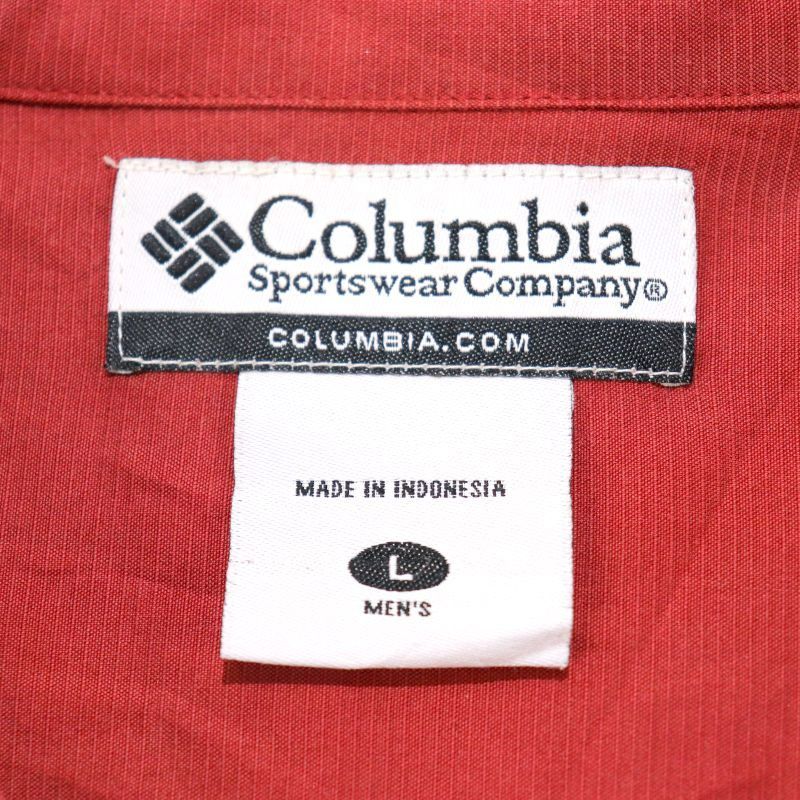 Columbia
Sportswear Company®
COLUMBIA.COM
MADE IN INDONESIA
L
MEN'S